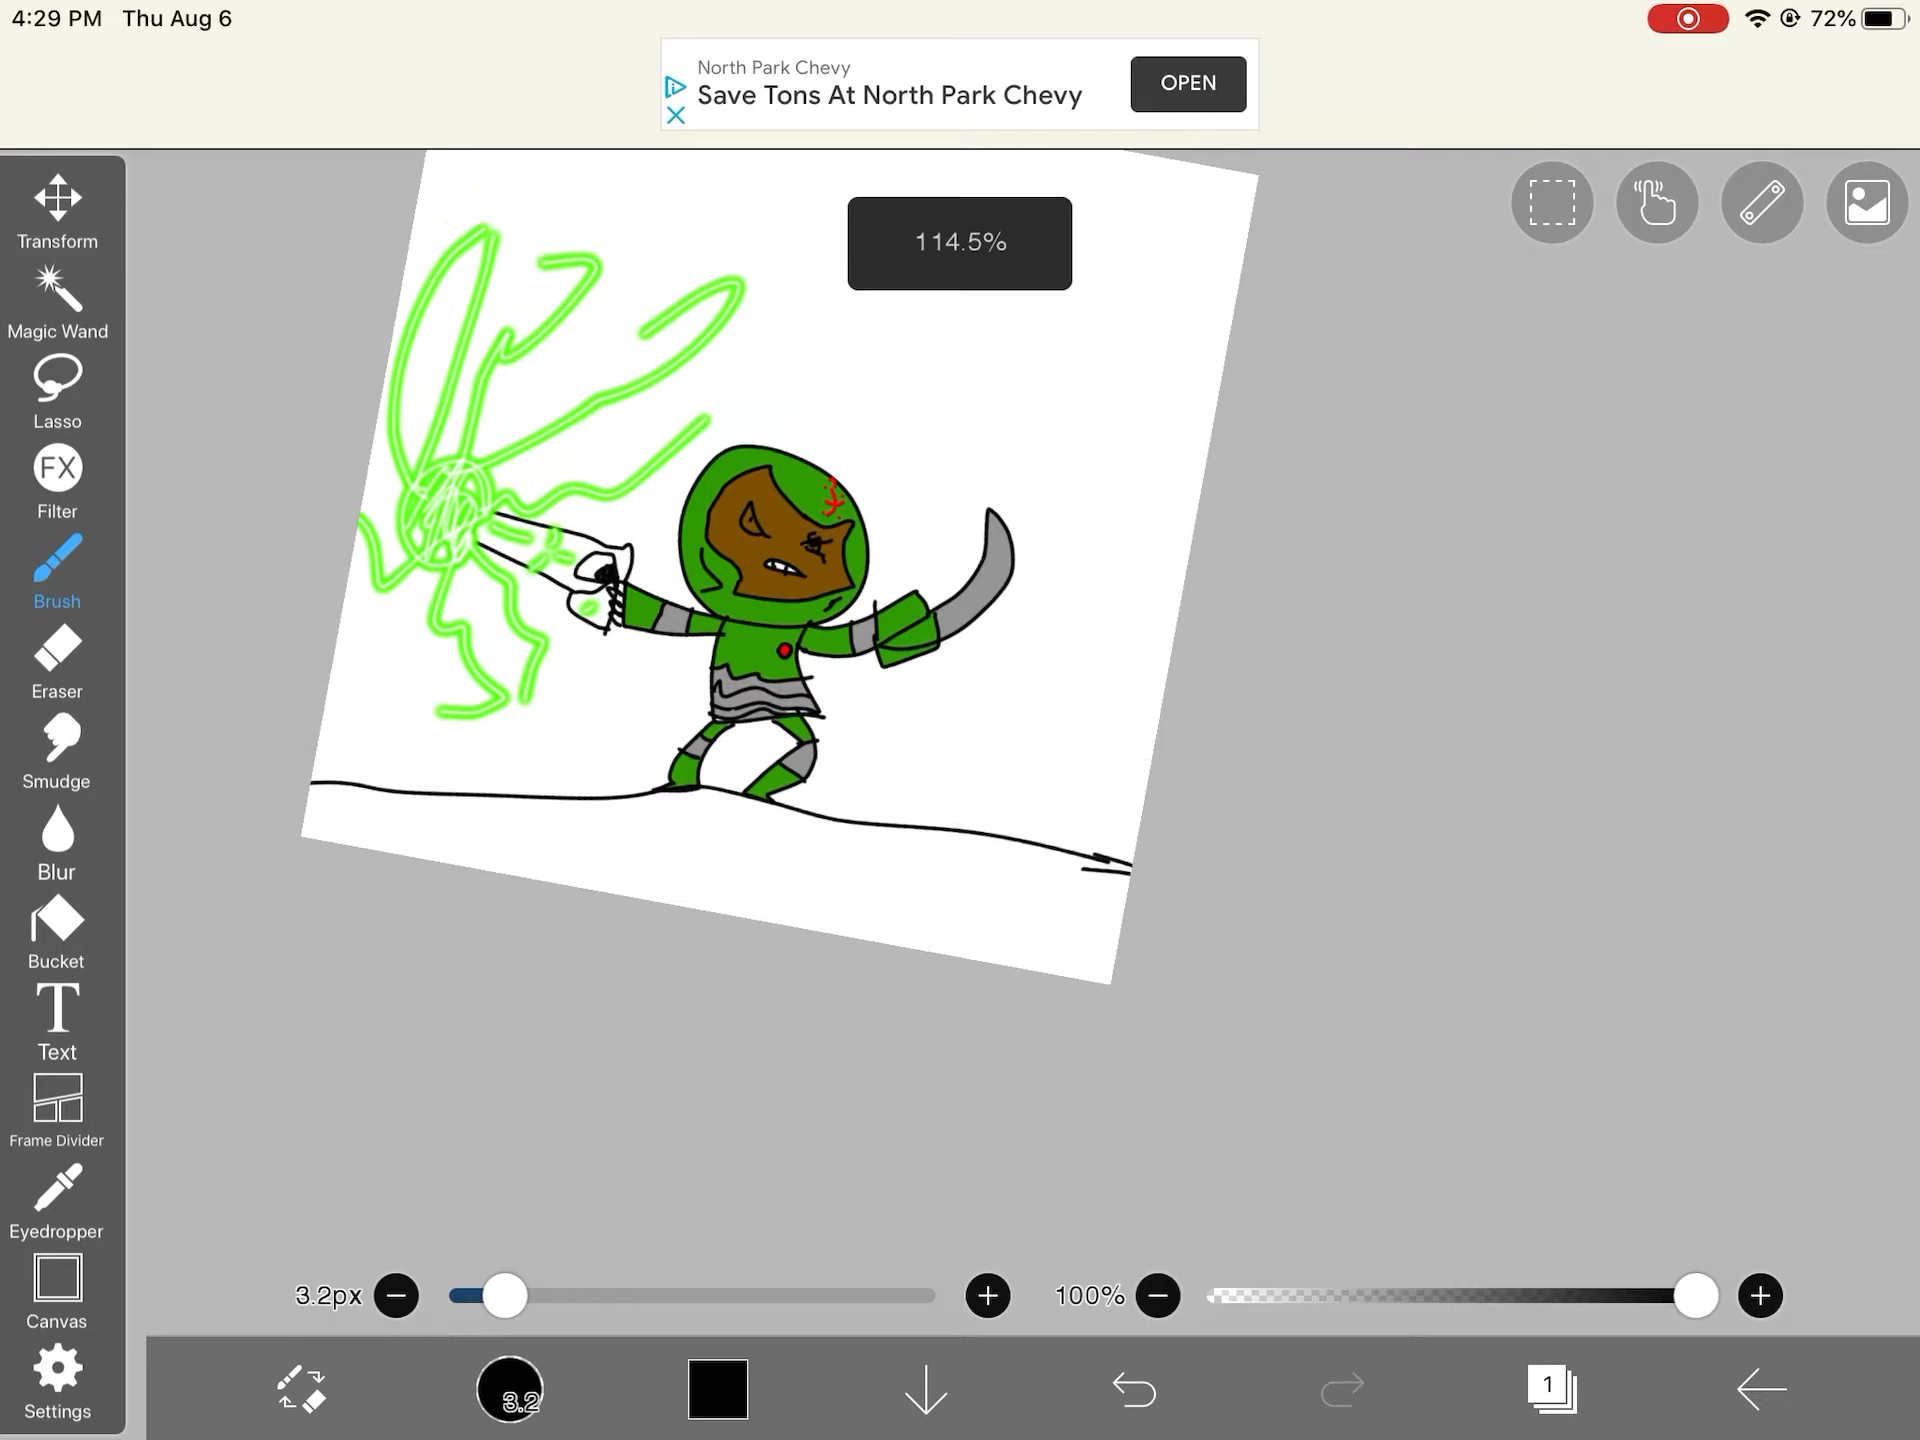 4:29 PM Thu Aug 6
72%
North Park Chevy
Save Tons At North Park Chevy
OPEN
114.5%
Transform
Magic Wand
Lasso
FX
Filter
Brush
Eraser
Smudge
Blur
Bucket
T
Text
Frame Divider
Eyedropper
Canvas
Settings
3.2px
100%
3.2
1